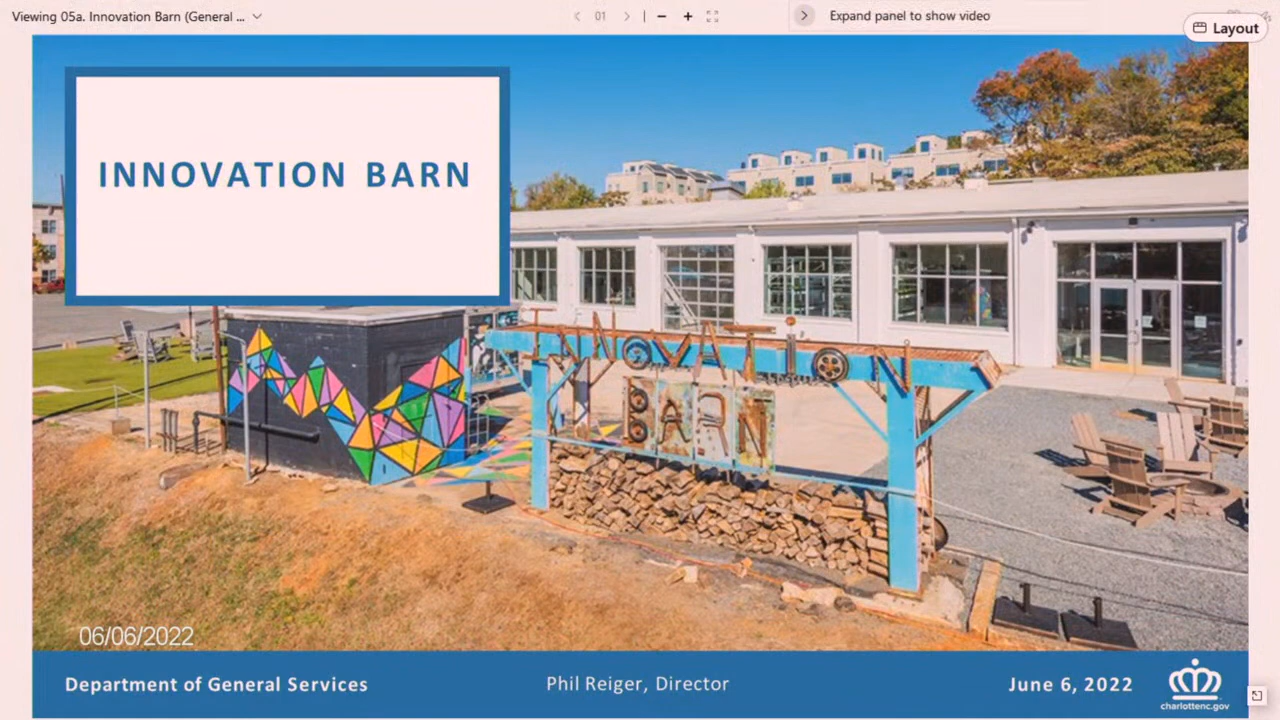 Viewing 05a. Innovation Barn (General ...
01
Expand panel to show video
Layout
INNOVATION BARN
INNOVATION
BARN
06/06/2022
Department of General Services
Phil Reiger, Director
June 6, 2022
charlottenc.gov